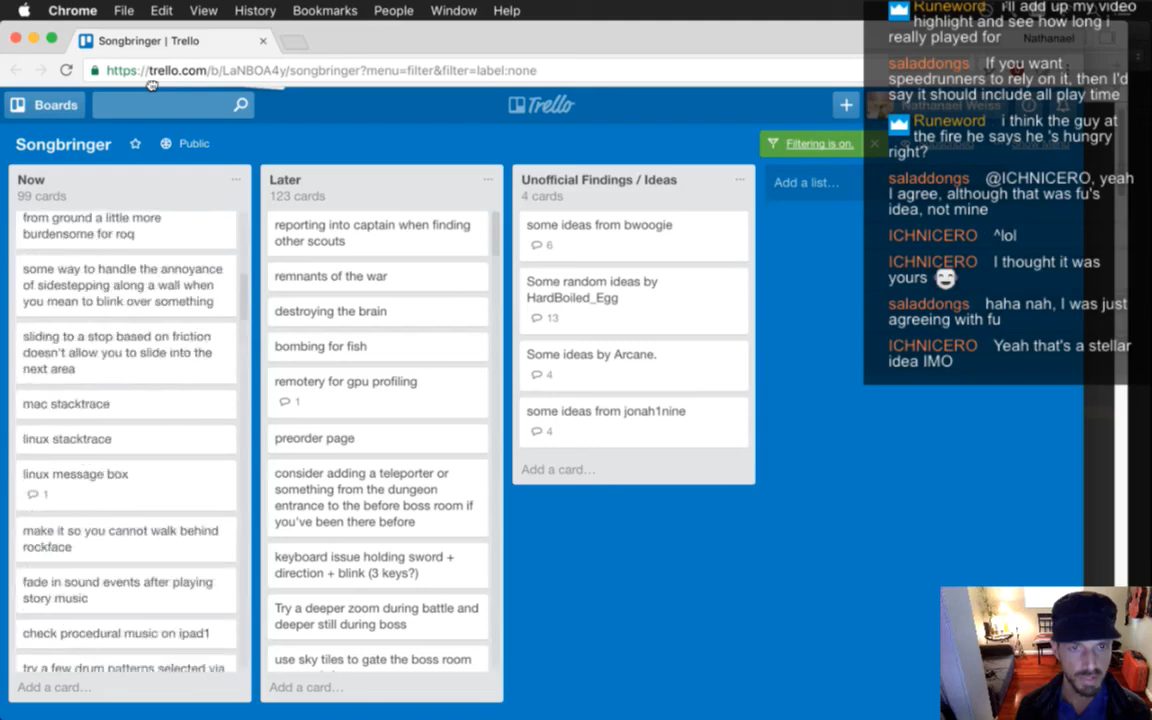 Chrome File Edit View History Bookmarks People Window Help
Songbringer | Trello
https://trello.com/b/LaNBOA4y/songbringer?menu=filter&filter=label:none
Boards
Trello
Nathanael
Nathanael Weiss
Songbringer
Public
Filtering is on.
Now
99 cards
from ground a little more
burdensome for roq
some way to handle the annoyance
of sidestepping along a wall when
you mean to blink over something
sliding to a stop based on friction
doesn't allow you to slide into the
next area
mac stacktrace
linux stacktrace
linux message box
1
make it so you cannot walk behind
rockface
fade in sound events after playing
story music
check procedural music on ipad1
try a few drum patterns selected via
Add a card…
Later
123 cards
reporting into captain when finding
other scouts
remnants of the war
destroying the brain
bombing for fish
remotery for gpu profiling
1
preorder page
consider adding a teleporter or
something from the dungeon
entrance to the before boss room if
you've been there before
keyboard issue holding sword +
direction + blink (3 keys?)
Try a deeper zoom during battle and
deeper still during boss
use sky tiles to gate the boss room
Add a card…
Unofficial Findings / Ideas
4 cards
some ideas from bwoogie
6
Some random ideas by
HardBoiled_Egg
13
Some ideas by Arcane.
4
some ideas from jonah1nine
4
Add a card…
Add a list…
Runeword i'll add up my video
highlight and see how long i
really played for
saladdongs If you want
speedrunners to rely on it, then I'd
say it should include all play time
Runeword i think the guy at
the fire he says he 's hungry
right?
saladdongs @ICHNICERO, yeah
I agree, although that was fu's
idea, not mine
ICHNICERO ^lol
ICHNICERO I thought it was
yours
saladdongs haha nah, I was just
agreeing with fu
ICHNICERO Yeah that's a stellar
idea IMO